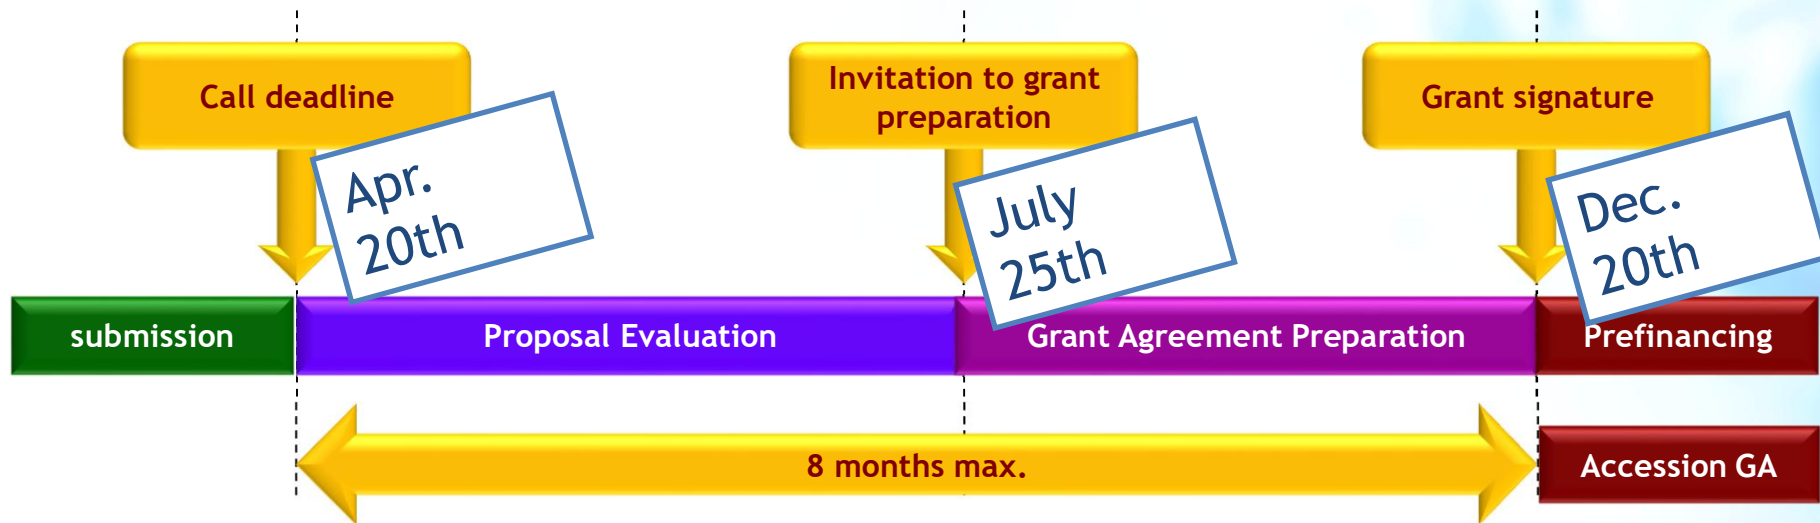 Call deadline
Invitation to grant
preparation
Grant signature
Apr.
20th
July
25th
Dec.
20th
submission
Proposal Evaluation
Grant Agreement Preparation
Prefinancing
8 months max.
Accession GA